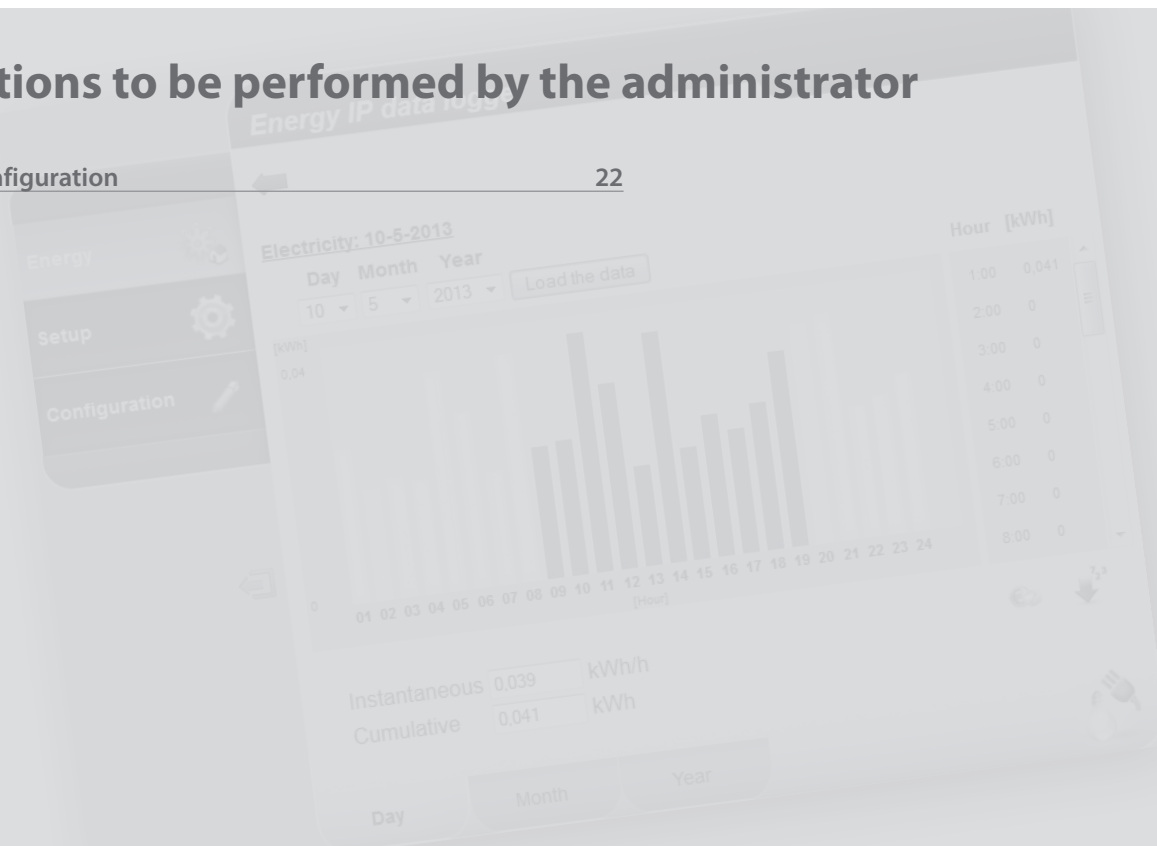 tions to be performed by the administrator
Energy IP data logge
nfiguration 22
Energy
Setup
Configuration
Electricity: 10-5-2013
Day Month Year
10 5 2013 Load the data
[kWh]
0.04
0
01 02 03 04 05 06 07 08 09 10 11 12 13 14 15 16 17 18 19 20 21 22 23 24
[Hour]
Hour [kWh]
1:00 0,041
2:00 0
3:00 0
4:00 0
5:00 0
6:00 0
7:00 0
8:00 0
Instantaneous 0,039 kWh/h
Cumulative 0,041 kWh
Day Month Year